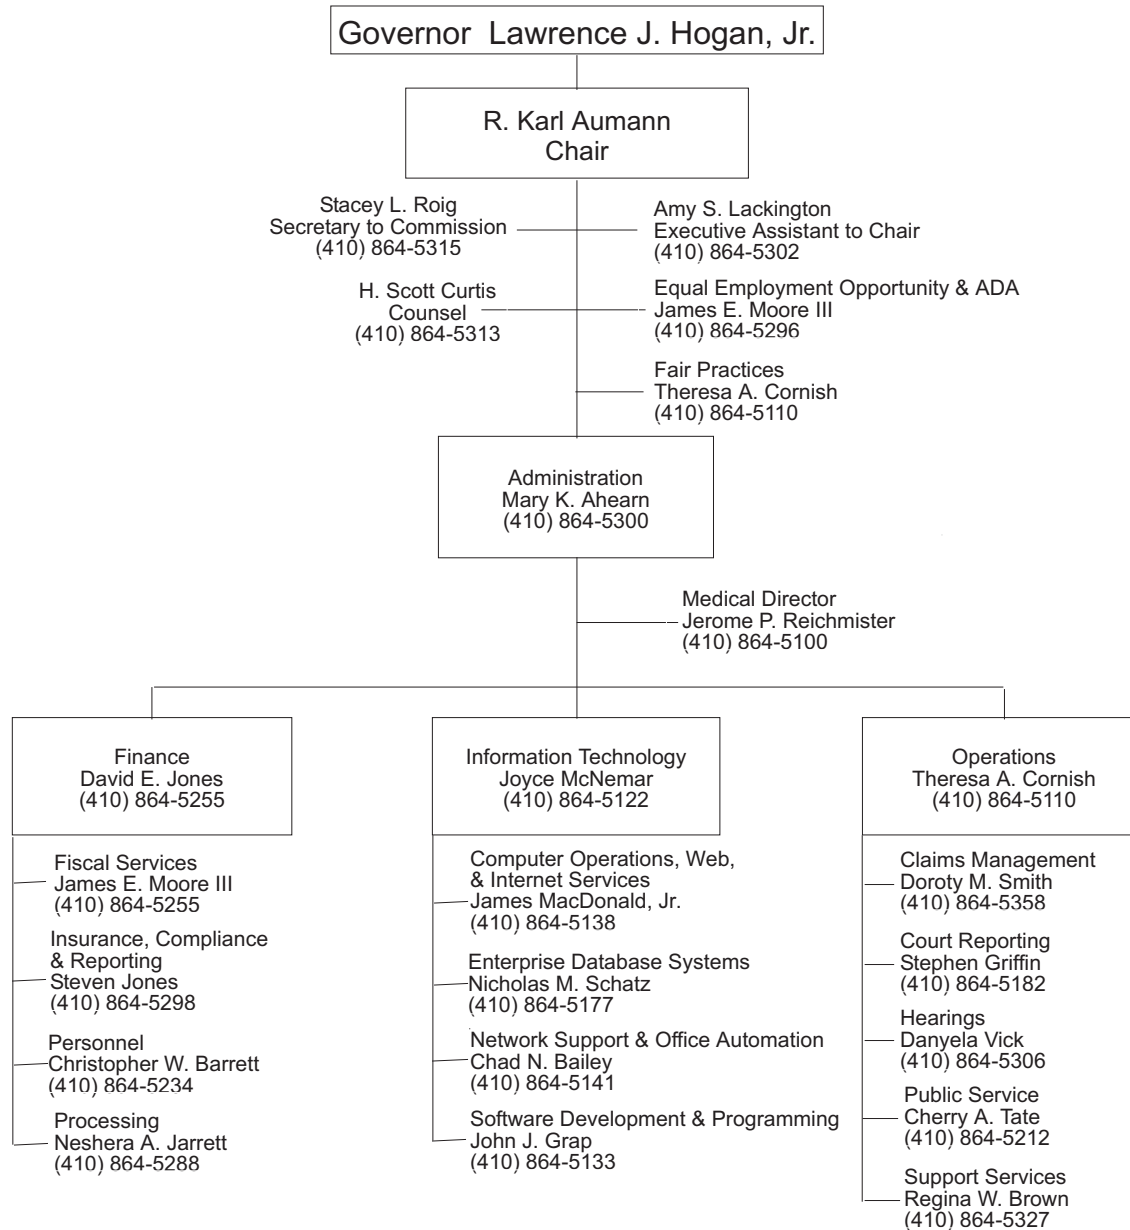 Governor Lawrence J. Hogan, Jr.
R. Karl Aumann
Chair
Stacey L. Roig
Secretary to Commission
(410) 864-5315
Amy S. Lackington
Executive Assistant to Chair
(410) 864-5302
H. Scott Curtis
Counsel
(410) 864-5313
Equal Employment Opportunity & ADA
James E. Moore III
(410) 864-5296
Fair Practices
Theresa A. Cornish
(410) 864-5110
Administration
Mary K. Ahearn
(410) 864-5300
Medical Director
Jerome P. Reichmister
(410) 864-5100
Finance
David E. Jones
(410) 864-5255
Fiscal Services
James E. Moore III
(410) 864-5255
Insurance, Compliance
& Reporting
Steven Jones
(410) 864-5298
Personnel
Christopher W. Barrett
(410) 864-5234
Processing
Neshera A. Jarrett
(410) 864-5288
Information Technology
Joyce McNemar
(410) 864-5122
Computer Operations, Web,
& Internet Services
James MacDonald, Jr.
(410) 864-5138
Enterprise Database Systems
Nicholas M. Schatz
(410) 864-5177
Network Support & Office Automation
Chad N. Bailey
(410) 864-5141
Software Development & Programming
John J. Grap
(410) 864-5133
Operations
Theresa A. Cornish
(410) 864-5110
Claims Management
Doroty M. Smith
(410) 864-5358
Court Reporting
Stephen Griffin
(410) 864-5182
Hearings
Danyela Vick
(410) 864-5306
Public Service
Cherry A. Tate
(410) 864-5212
Support Services
Regina W. Brown
(410) 864-5327